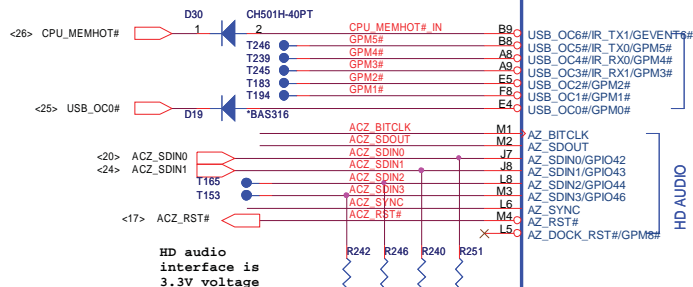 D30 CH501H-40PT
<26> CPU_MEMHOT# 1 2 CPU_MEMHOT#_IN B9 USB_OC6#/IR_TX1/GEVENT6#
T246 GPM5# B8 USB_OC5#/IR_TX0/GPM5#
T239 GPM4# A8 USB_OC4#/IR_RX0/GPM4#
T245 GPM3# A9 USB_OC3#/IR_RX1/GPM3#
T183 GPM2# E5 USB_OC2#/GPM2#
T194 GPM1# F8 USB_OC1#/GPM1#
<25> USB_OC0# E4 USB_OC0#/GPM0#
D19 *BAS316
ACZ_BITCLK M1 AZ_BITCLK
ACZ_SDOUT M2 AZ_SDOUT
<20> ACZ_SDIN0 ACZ_SDIN0 J7 AZ_SDIN0/GPIO42
<24> ACZ_SDIN1 ACZ_SDIN1 J8 AZ_SDIN1/GPIO43
T165 ACZ_SDIN2 L8 AZ_SDIN2/GPIO44
T153 ACZ_SDIN3 M3 AZ_SDIN3/GPIO46
ACZ_SYNC L6 AZ_SYNC
<17> ACZ_RST# ACZ_RST# M4 AZ_RST#
L5 AZ_DOCK_RST#/GPM8#
HD AUDIO
R242 R246 R240 R251
HD audio
interface is
3.3V voltage